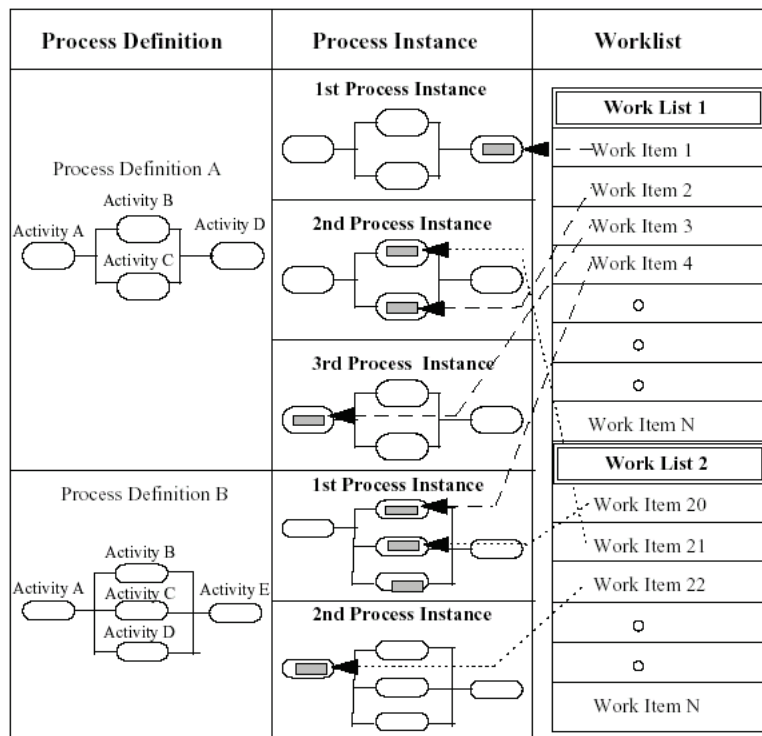 Process Definition
Process Instance
Worklist
Process Definition A
Activity B
Activity A
Activity D
Activity C
1st Process Instance
2nd Process Instance
3rd Process Instance
Process Definition B
Activity B
Activity A
Activity C
Activity E
Activity D
1st Process Instance
2nd Process Instance
Work List 1
Work Item 1
Work Item 2
Work Item 3
Work Item 4
Work Item N
Work List 2
Work Item 20
Work Item 21
Work Item 22
Work Item N